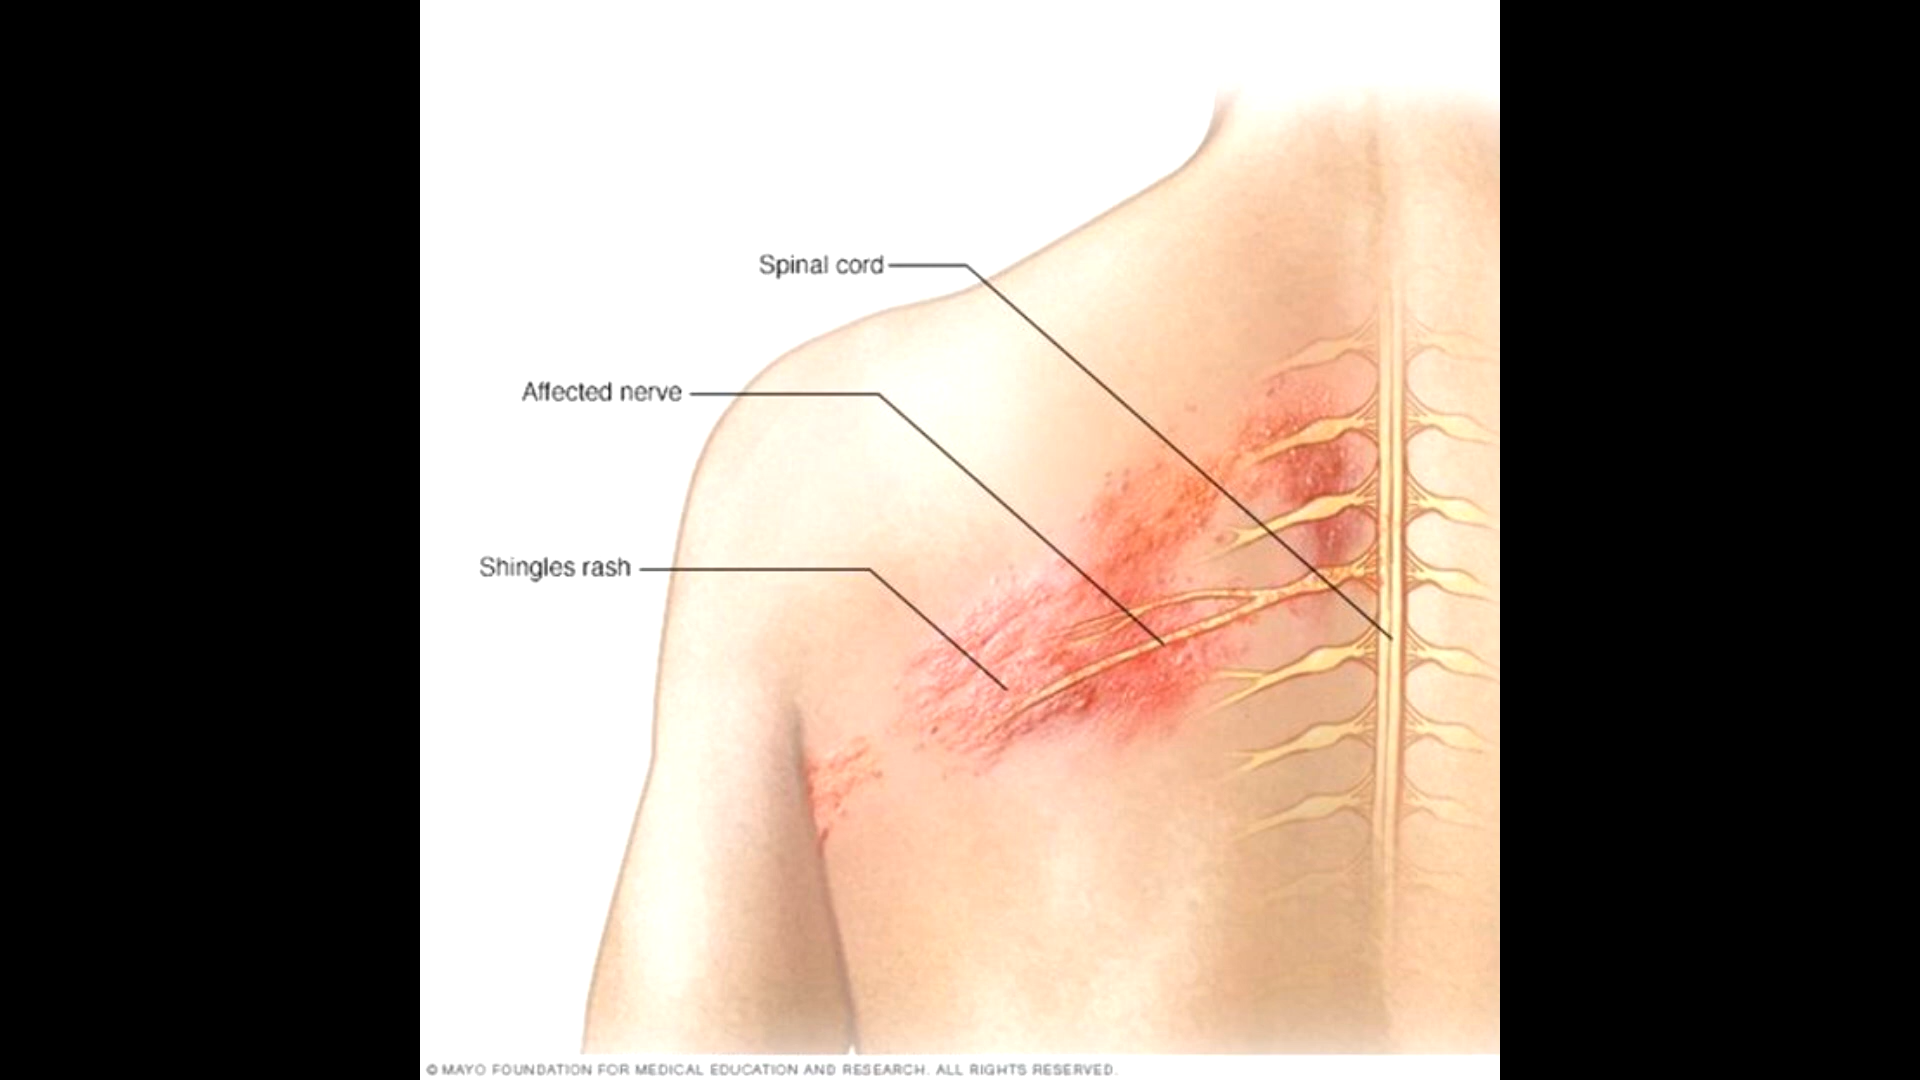 Spinal cord
Affected nerve
Shingles rash
© MAYO FOUNDATION FOR MEDICAL EDUCATION AND RESEARCH. ALL RIGHTS RESERVED.